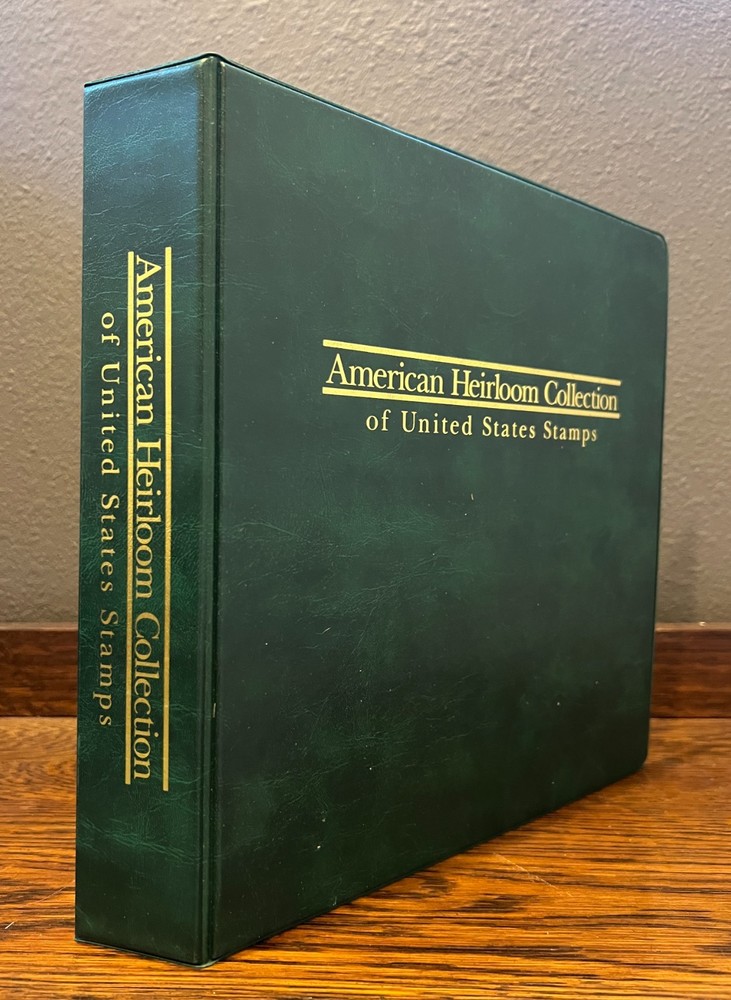 American Heirloom Collection
of United States Stamps
American Heirloom Collection
of United States Stamps